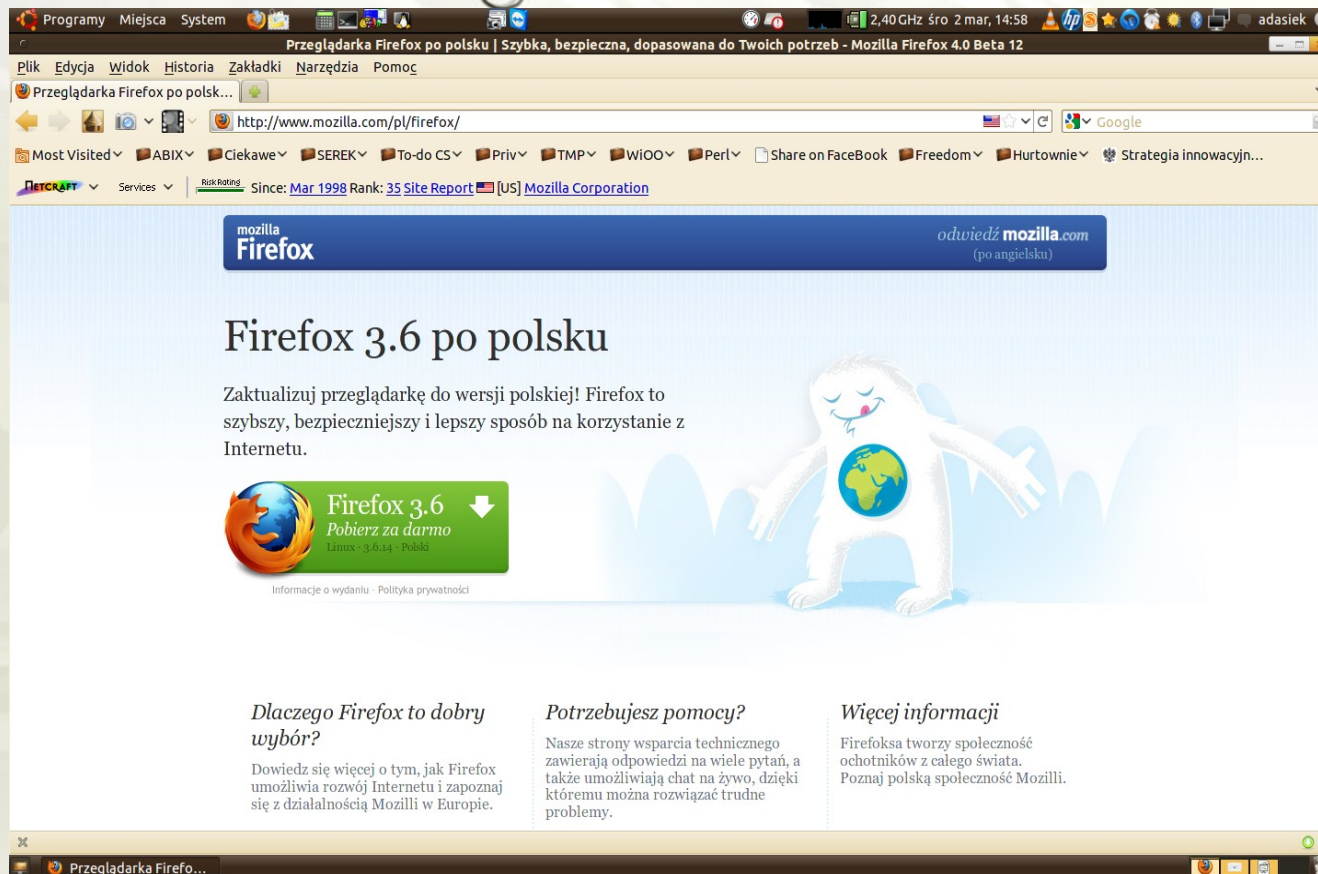 Programy Miejsca System 2,40 GHz śro 2 mar, 14:58 adasiek
Przeglądarka Firefox po polsku | Szybka, bezpieczna, dopasowana do Twoich potrzeb - Mozilla Firefox 4.0 Beta 12
Plik Edycja Widok Historia Zakładki Narzędzia Pomoc
Przeglądarka Firefox po polsk...
http://www.mozilla.com/pl/firefox/ Google
Most Visited ABIX Ciekawe SEREK To-do CS Priv TMP WiOO Perl Share on FaceBook Freedom Hurtownie Strategia innowacyjn...
NETCRAFT Services Risk Rating Since: Mar 1998 Rank: 35 Site Report [US] Mozilla Corporation
mozilla
Firefox
odwiedź mozilla.com
(po angielsku)
Firefox 3.6 po polsku
Zaktualizuj przeglądarkę do wersji polskiej! Firefox to
szybszy, bezpieczniejszy i lepszy sposób na korzystanie z
Internetu.
Firefox 3.6
Pobierz za darmo
Linux - 3.6.14 - Polski
Informacje o wydaniu - Polityka prywatności
Dlaczego Firefox to dobry
wybór?
Dowiedz się więcej o tym, jak Firefox
umożliwia rozwój Internetu i zapoznaj
się z działalnością Mozilli w Europie.
Potrzebujesz pomocy?
Nasze strony wsparcia technicznego
zawierają odpowiedzi na wiele pytań, a
także umożliwiają chat na żywo, dzięki
któremu można rozwiązać trudne
problemy.
Więcej informacji
Firefoksa tworzy społeczność
ochotników z całego świata.
Poznaj polską społeczność Mozilli.
Przeglądarka Firefo...